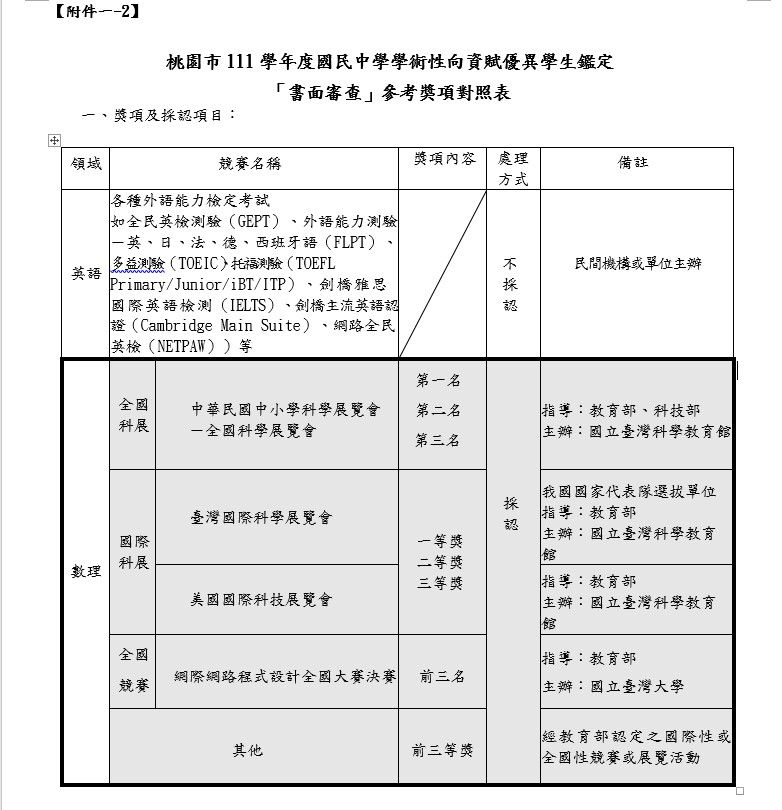 【附件一-2】
桃園市 111 學年度國民中學學術性向資賦優異學生鑑定
「書面審查」參考獎項對照表
一、獎項及採認項目：
領域
競賽名稱
獎項內容
處理
方式
備註
英語
各種外語能力檢定考試
如全民英檢測驗（GEPT）、外語能力測驗
－英、日、法、德、西班牙語（FLPT）、
多益測驗（TOEIC）托福測驗（TOEFL
Primary/Junior/iBT/ITP）、劍橋雅思
國際英語檢測（IELTS）、劍橋主流英語認
證（Cambridge Main Suite）、網路全民
英檢（NETPAW））等
不
採
認
民間機構或單位主辦
數理
全國
科展
中華民國中小學科學展覽會
－全國科學展覽會
第一名
第二名
第三名
採
認
指導：教育部、科技部
主辦：國立臺灣科學教育館
國際
科展
臺灣國際科學展覽會
一等獎
二等獎
三等獎
我國國家代表隊選拔單位
指導：教育部
主辦：國立臺灣科學教育
館
美國國際科技展覽會
指導：教育部
主辦：國立臺灣科學教育
館
全國
競賽
網際網路程式設計全國大賽決賽
前三名
指導：教育部
主辦：國立臺灣大學
其他
前三等獎
經教育部認定之國際性或
全國性競賽或展覽活動